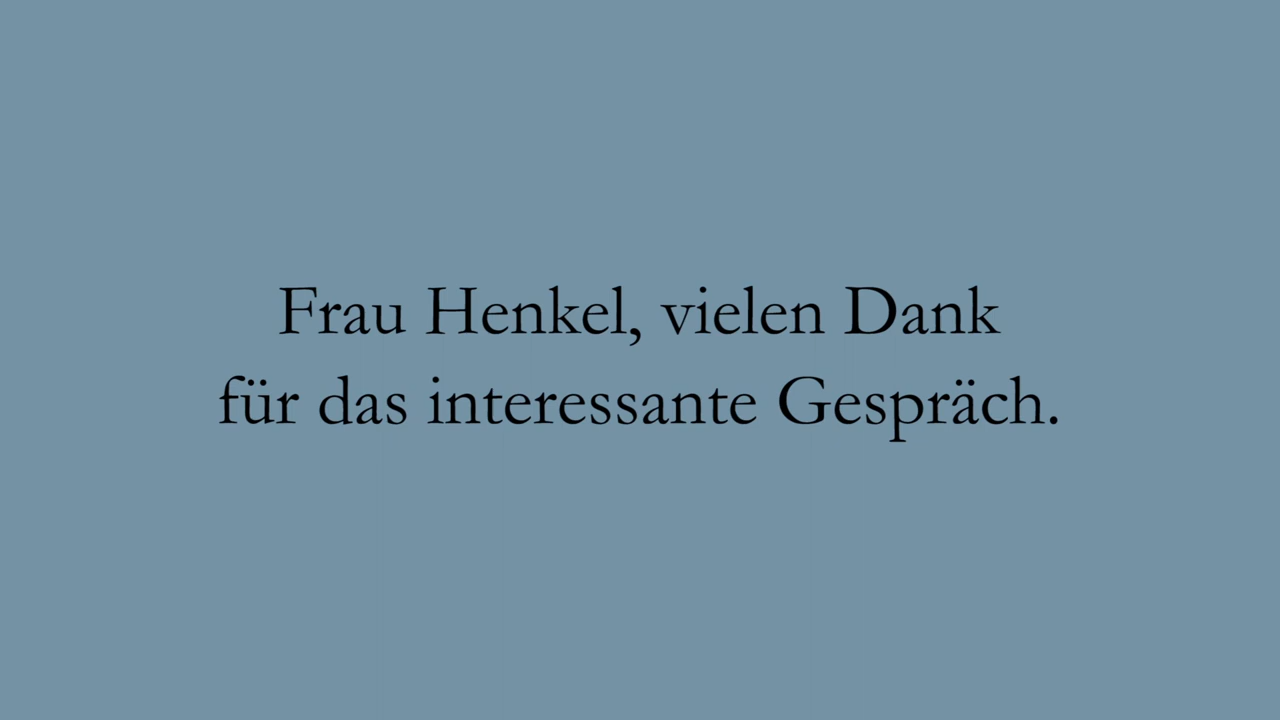 Frau Henkel, vielen Dank
für das interessante Gespräch.